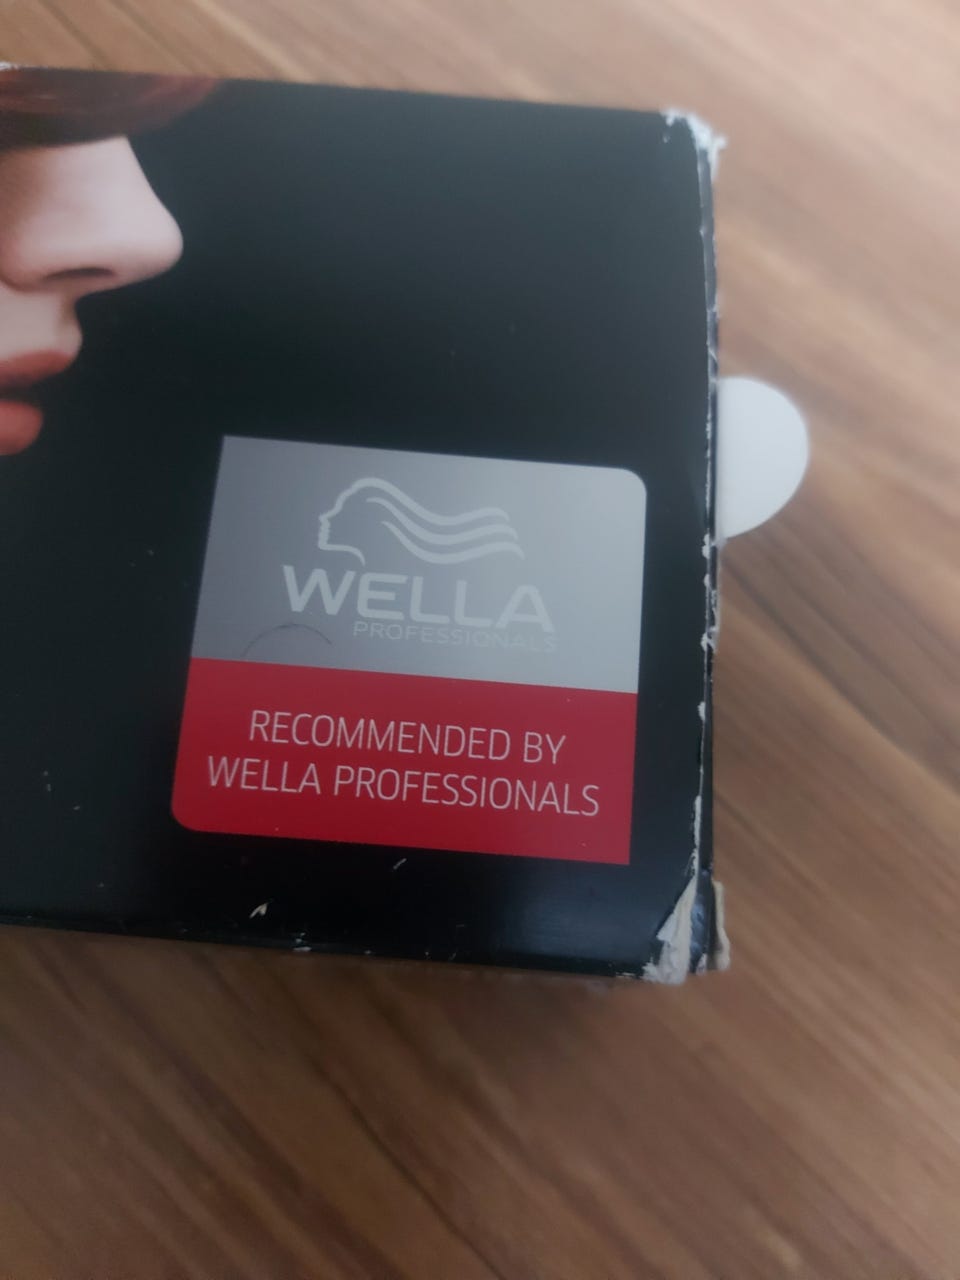 WELLA
PROFESSIONALS
RECOMMENDED BY
WELLA PROFESSIONALS